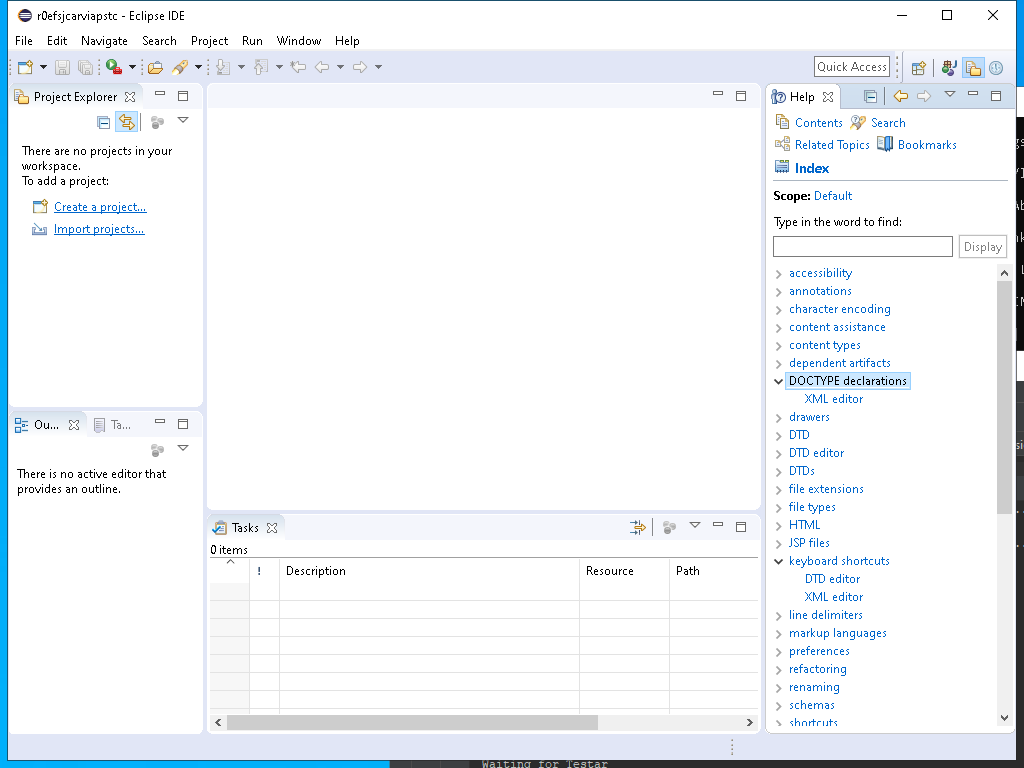 r0efsjcarviapstc - Eclipse IDE
File Edit Navigate Search Project Run Window Help
Quick Access
Project Explorer
There are no projects in your
workspace.
To add a project:
Create a project...
Import projects...
Ou... Ta...
There is no active editor that
provides an outline.
Tasks
0 items
! Description Resource Path
Help
Contents Search
Related Topics Bookmarks
Index
Scope: Default
Type in the word to find:
Display
accessibility
annotations
character encoding
content assistance
content types
dependent artifacts
DOCTYPE declarations
XML editor
drawers
DTD
DTD editor
DTDs
file extensions
file types
HTML
JSP files
keyboard shortcuts
DTD editor
XML editor
line delimiters
markup languages
preferences
refactoring
renaming
schemas
shortcuts
Waiting for Testar